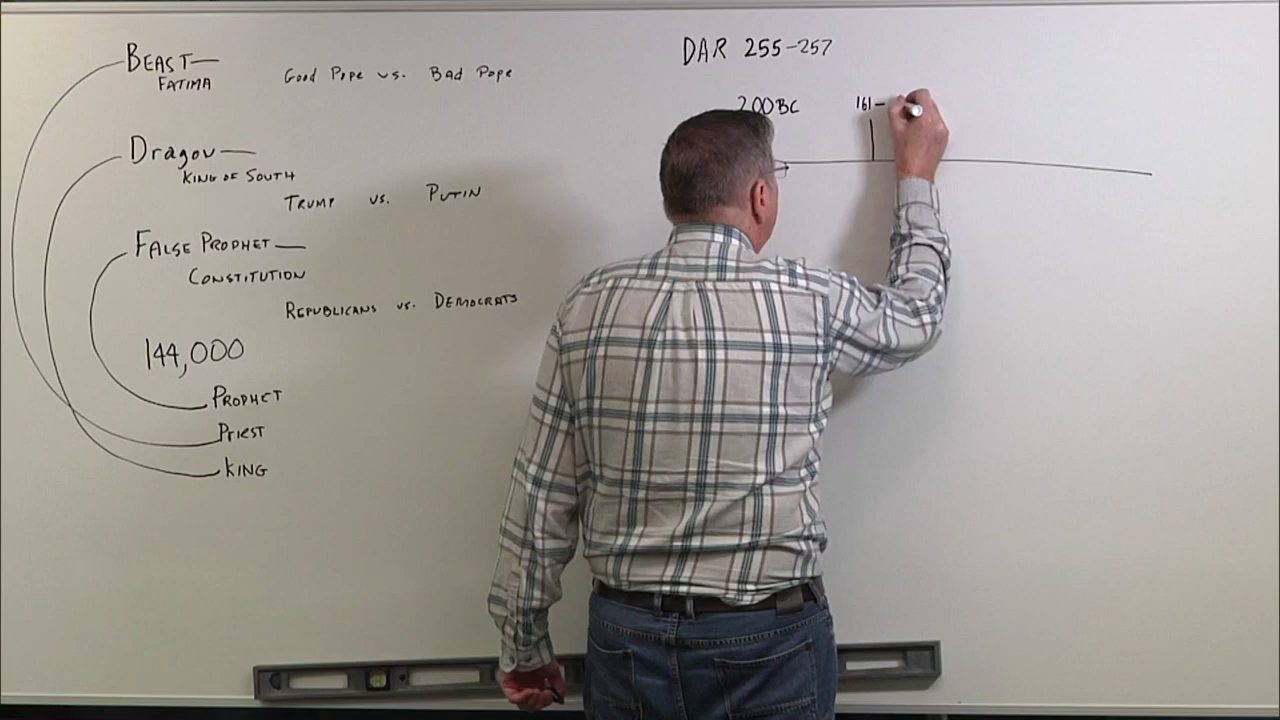 BEAST—
FATIMA
Good Pope vs. Bad Pope
Dragon—
KING OF SOUTH
TRUMP vs. PUTIN
FALSE PROPHET—
CONSTITUTION
REPUBLICANS vs. DEMOCRATS
144,000
PROPHET
PRIEST
KING
DAR 255-257
200BC
161-